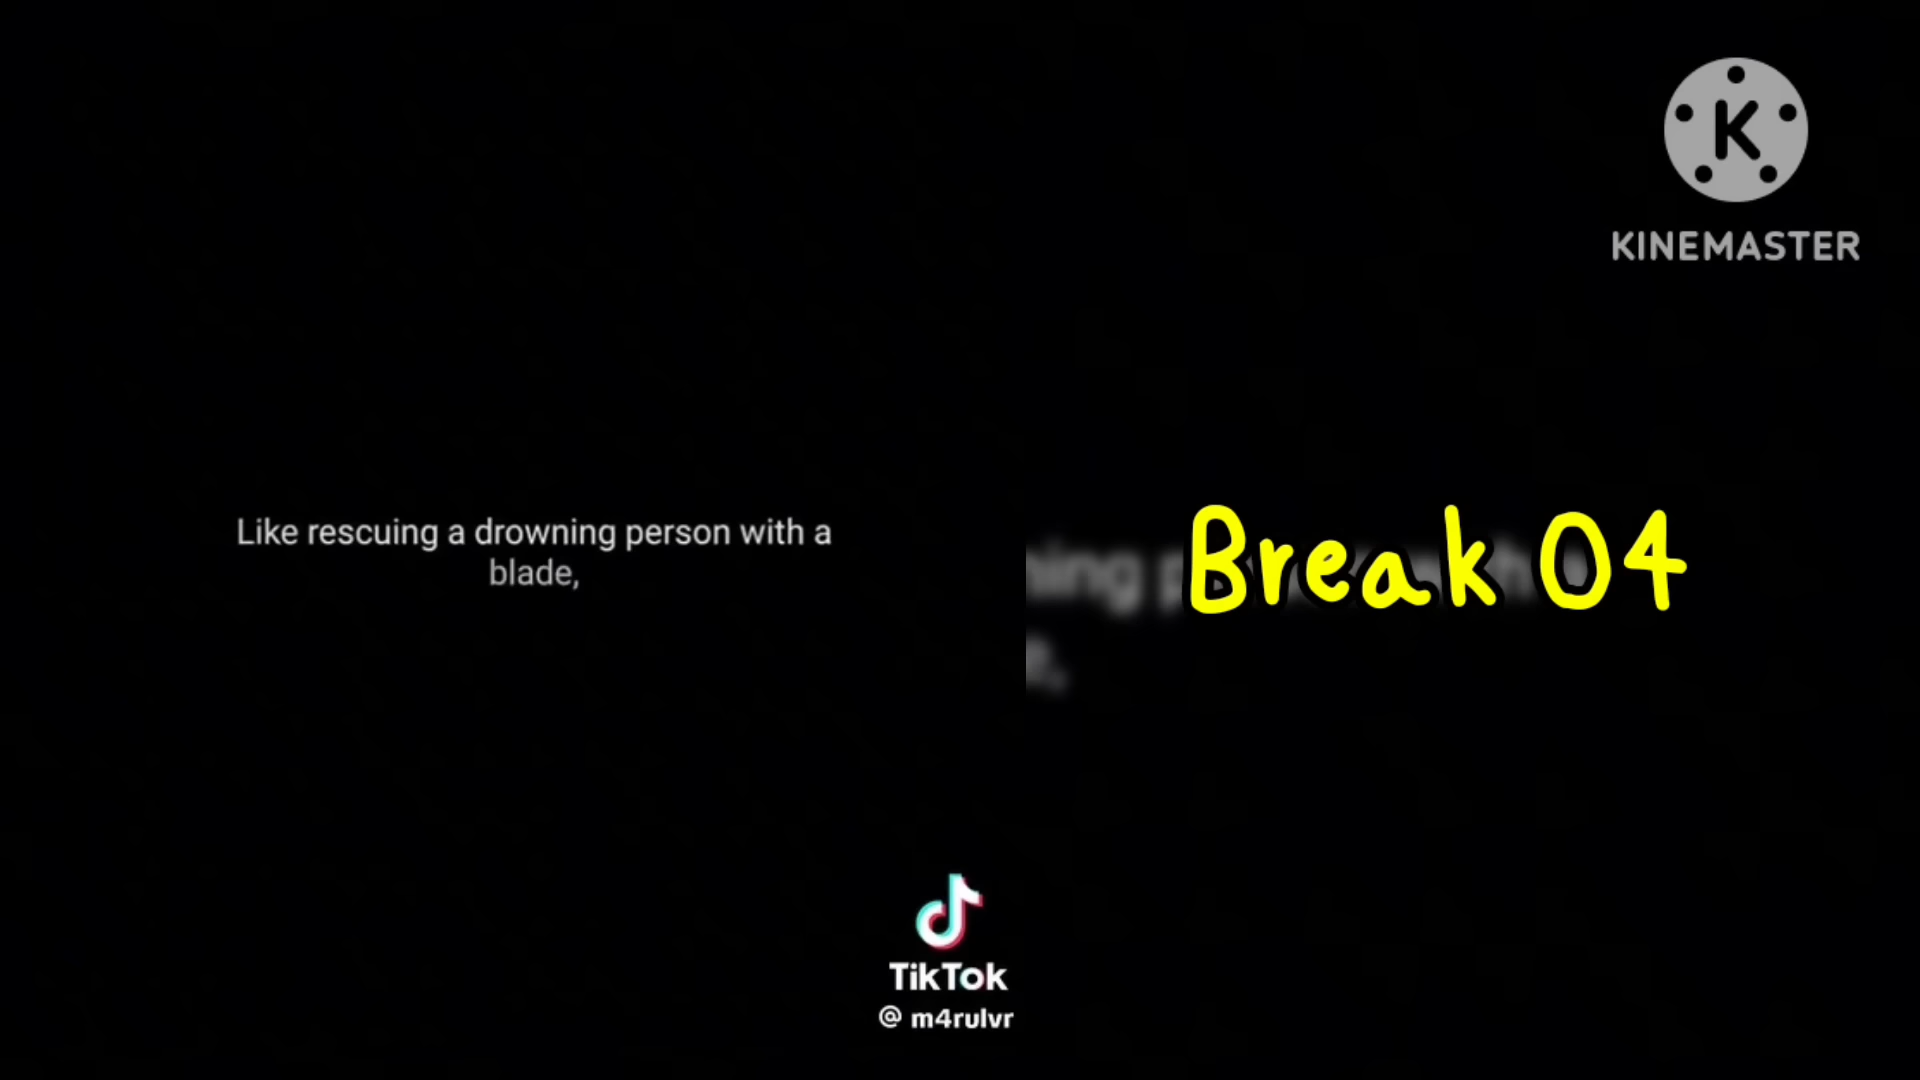 KINEMASTER
Like rescuing a drowning person with a
blade,
Break 04
TikTok
@ m4rulvr